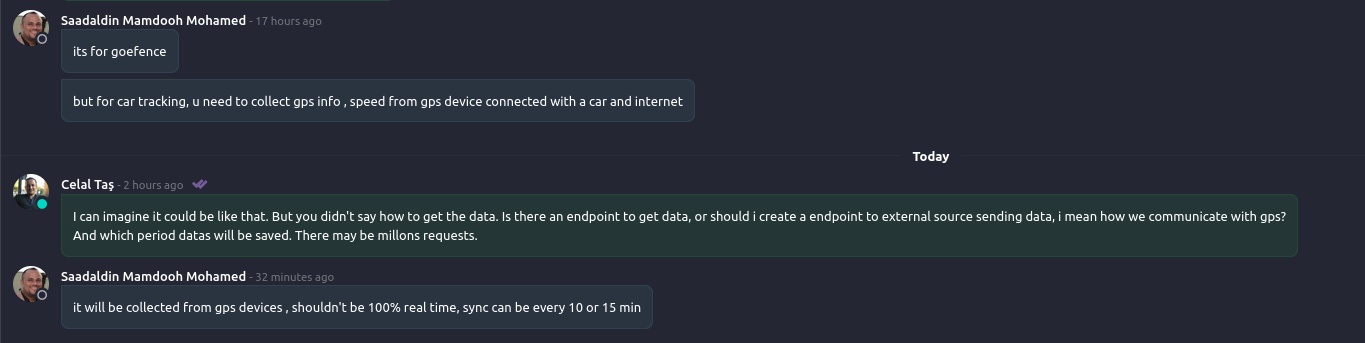 Saadaldin Mamdooh Mohamed - 17 hours ago
its for goefence
but for car tracking, u need to collect gps info , speed from gps device connected with a car and internet
Today
Celal Taş - 2 hours ago
I can imagine it could be like that. But you didn't say how to get the data. Is there an endpoint to get data, or should i create a endpoint to external source sending data, i mean how we communicate with gps?
And which period datas will be saved. There may be millons requests.
Saadaldin Mamdooh Mohamed - 32 minutes ago
it will be collected from gps devices , shouldn't be 100% real time, sync can be every 10 or 15 min